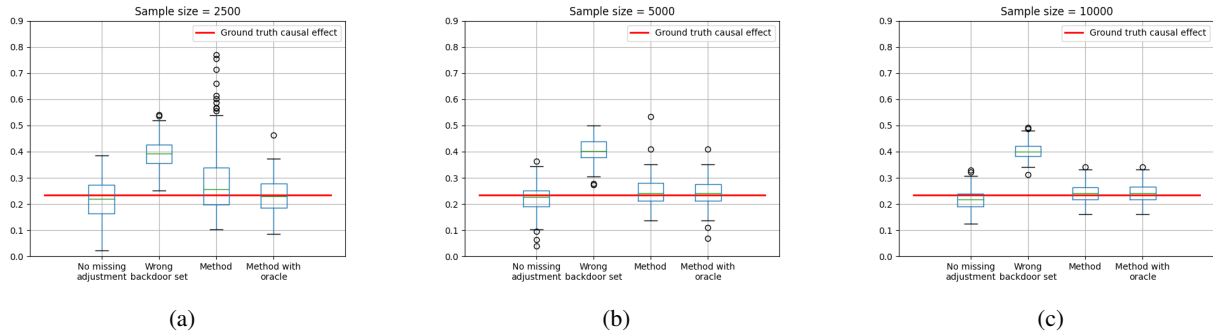 Sample size = 2500
Ground truth causal effect
0.9
0.8
0.7
0.6
0.5
0.4
0.3
0.2
0.1
0.0
No missing
adjustment
Wrong
backdoor set
Method
Method with
oracle
(a)
Sample size = 5000
Ground truth causal effect
0.9
0.8
0.7
0.6
0.5
0.4
0.3
0.2
0.1
0.0
No missing
adjustment
Wrong
backdoor set
Method
Method with
oracle
(b)
Sample size = 10000
Ground truth causal effect
0.9
0.8
0.7
0.6
0.5
0.4
0.3
0.2
0.1
0.0
No missing
adjustment
Wrong
backdoor set
Method
Method with
oracle
(c)